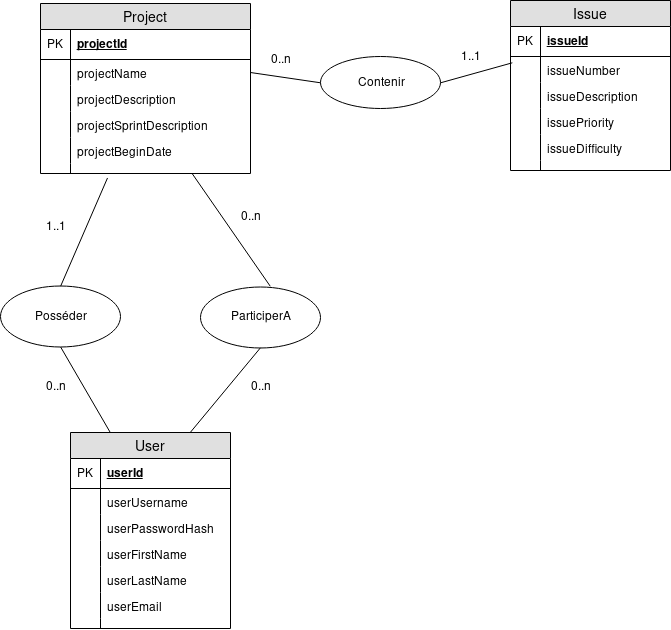 Project
PK projectId
projectName
projectDescription
projectSprintDescription
projectBeginDate
Issue
PK issueId
issueNumber
issueDescription
issuePriority
issueDifficulty
0..n
Contenir
1..1
1..1
0..n
Posséder
ParticiperA
0..n
0..n
User
PK userId
userUsername
userPasswordHash
userFirstName
userLastName
userEmail